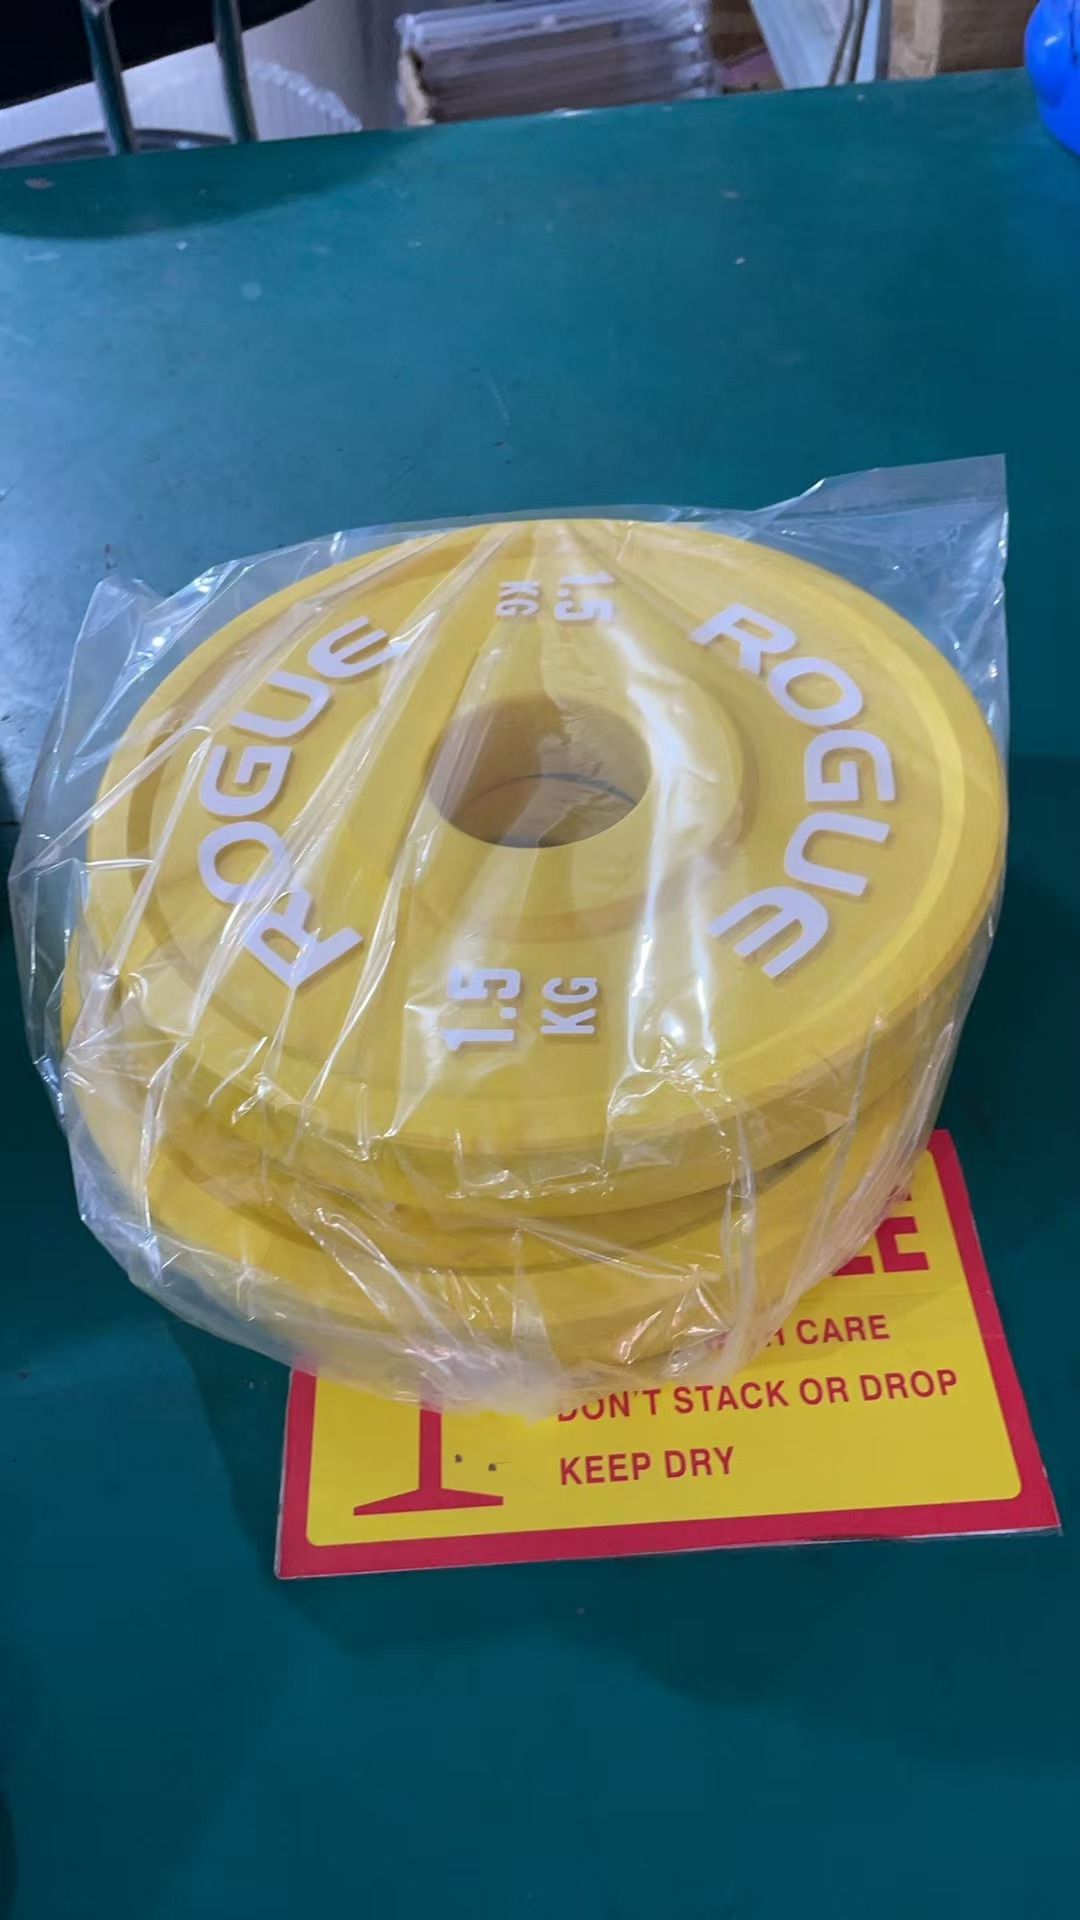 1.5
KG
ROGUE
ROGUE
1.5
KG
CARE
DON'T STACK OR DROP
KEEP DRY